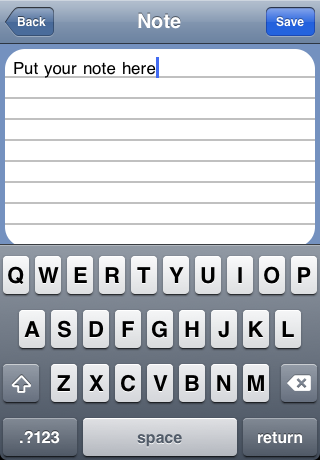 Back Note Save
Put your note here
Q W E R T Y U I O P
A S D F G H J K L
Z X C V B N M
.?123 space return